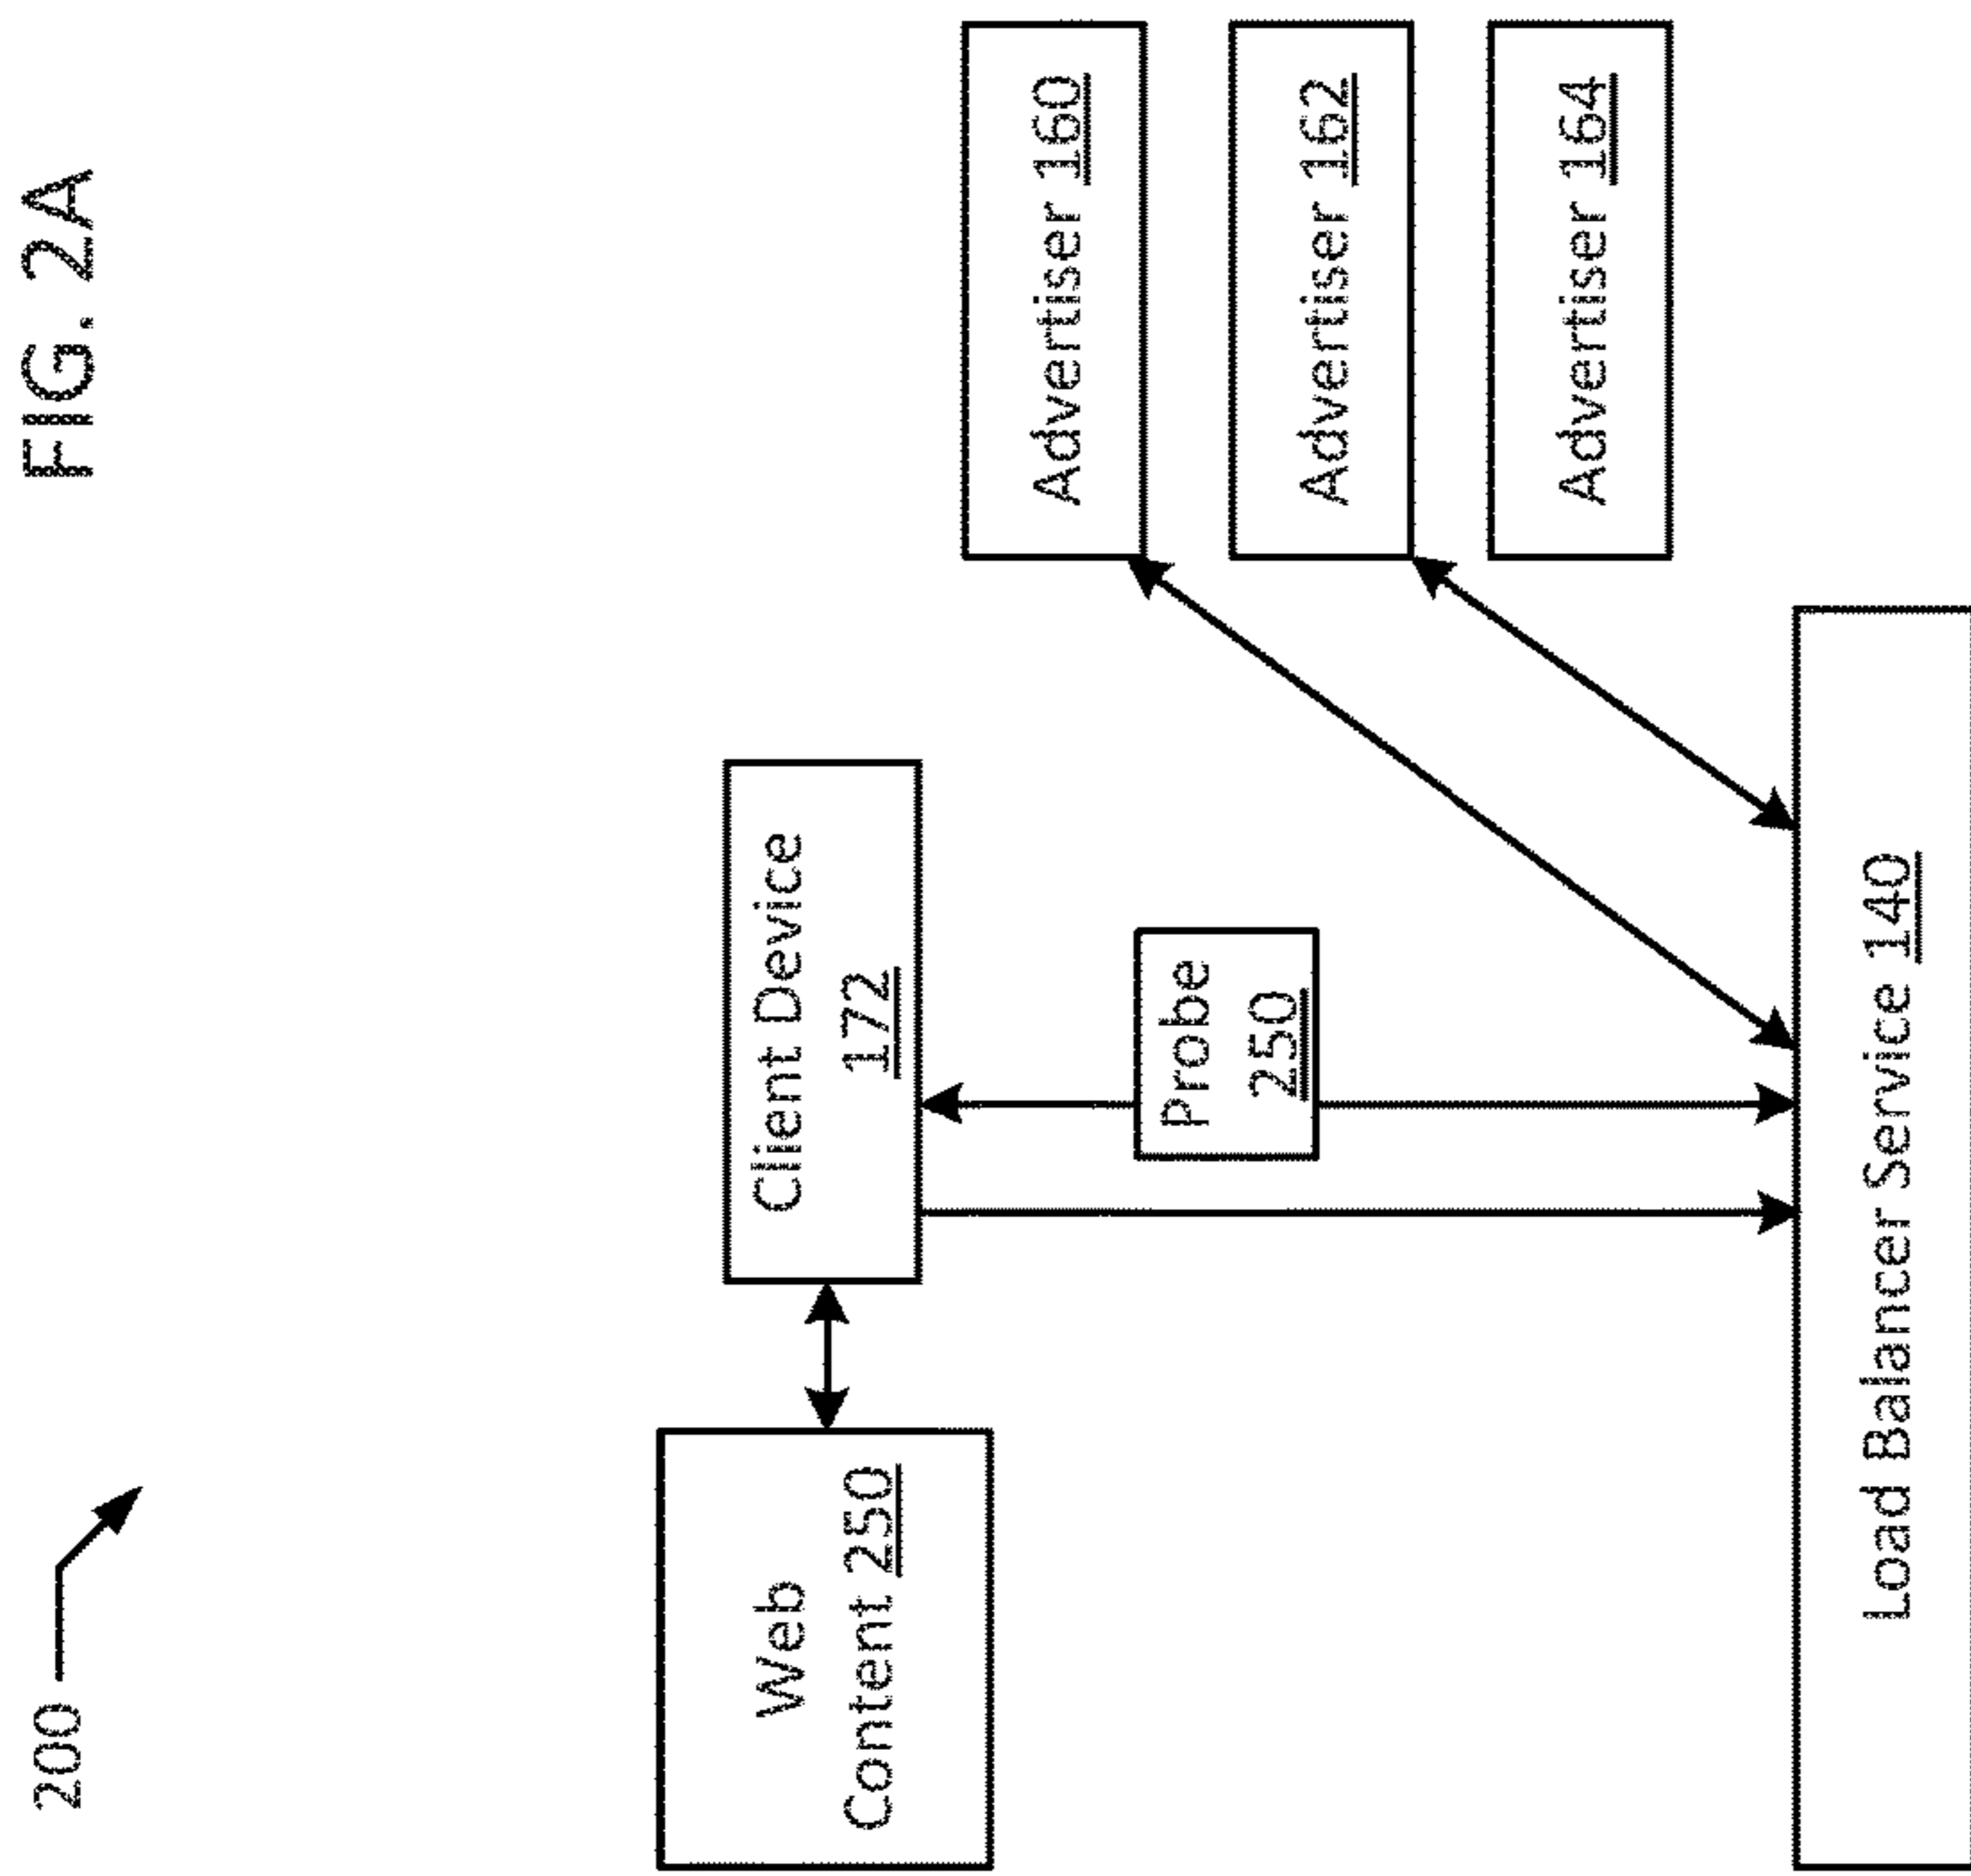 FIG. 2A
200
Web
Content 250
Client Device
172
Probe
250
Advertiser 160
Advertiser 162
Advertiser 164
Load Balancer Service 140